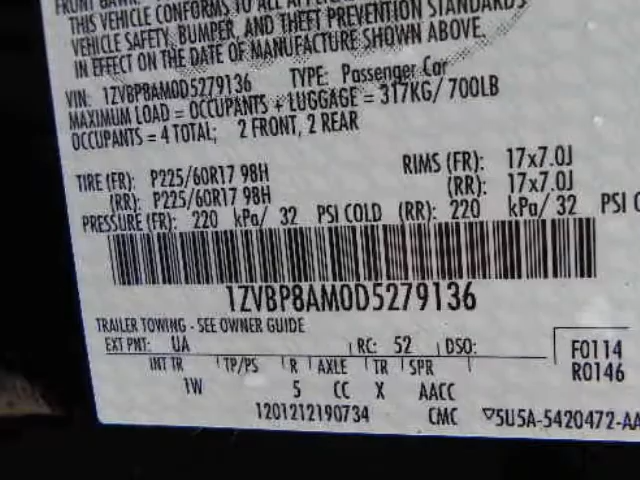 THIS VEHICLE CONFORMS TO ALL
VEHICLE SAFETY, BUMPER, AND THEFT PREVENTION STANDARDS
IN EFFECT ON THE DATE OF MANUFACTURE SHOWN ABOVE.
VIN: 1ZVBP8AM0D5279136 TYPE: Passenger Car
MAXIMUM LOAD = OCCUPANTS + LUGGAGE = 317KG/ 700LB
OCCUPANTS = 4 TOTAL; 2 FRONT, 2 REAR
TIRE (FR): P225/60R17 98H RIMS (FR): 17x7.0J
(RR): P225/60R17 98H (RR): 17x7.0J
PRESSURE (FR): 220 kPa/ 32 PSI COLD (RR): 220 kPa/ 32 PSI
1ZVBP8AM0D5279136
TRAILER TOWING - SEE OWNER GUIDE
EXT PNT: UA RC: 52 DSO: F0114
R0146
INT TR TP/PS R AXLE TR SPR
1W 5 CC X AACC
1201212190734 CMC ▽5U5A-5420472-AA